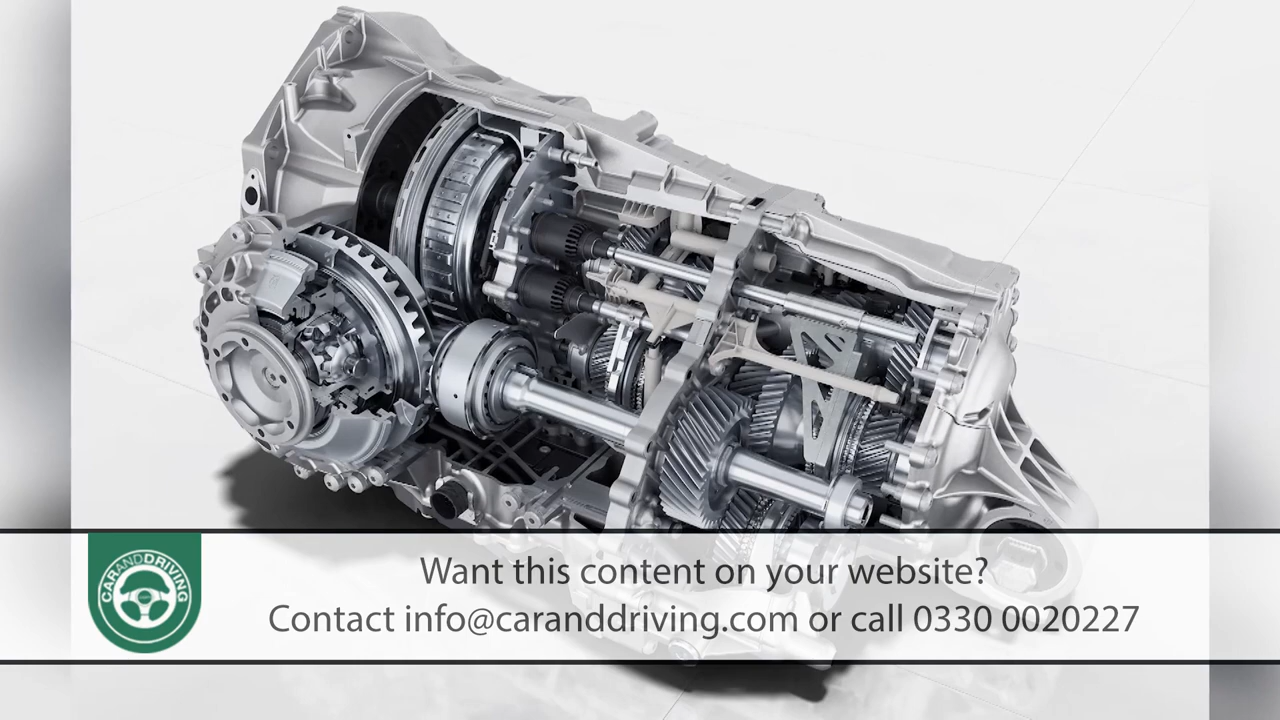 Want this content on your website?
CARANDDRIVING
Contact info@caranddriving.com or call 0330 0020227